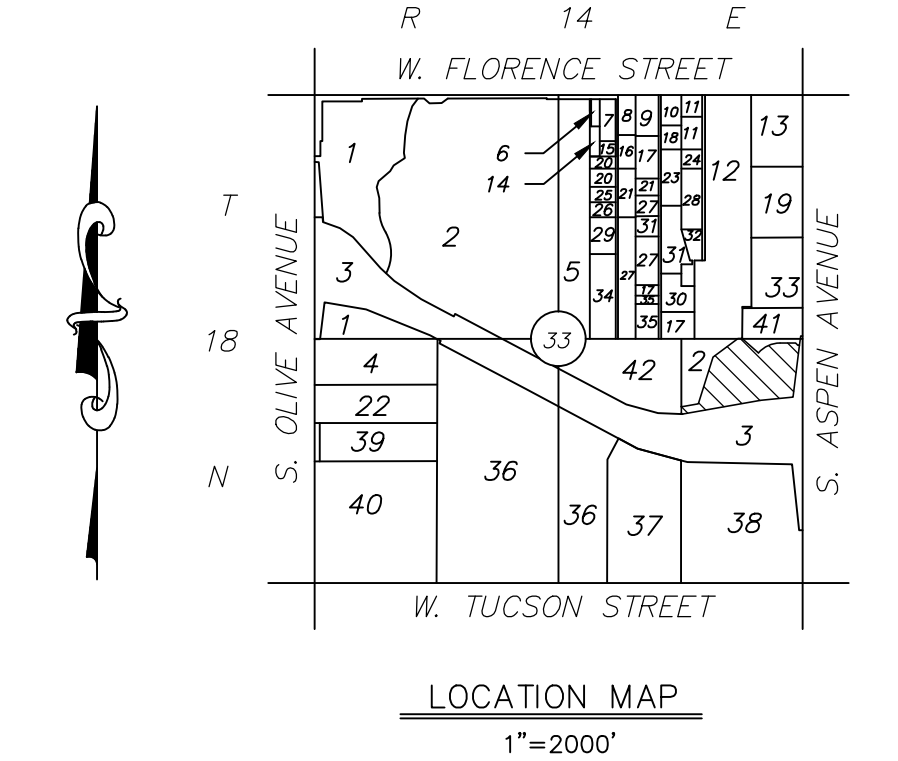 R 14 E
W. FLORENCE STREET
T 18 N
S. OLIVE AVENUE
S. ASPEN AVENUE
1 2 3 1 5
6
14
7 8 9 10 11
15 16 17 18 11
20 24
20 21 21 23
25 27 28
26
29 31 31 32
27 27
34 17 30
35 35 17
12 13
19
33
41
33
4 42 2
22
39 3
40 36 36 37 38
W. TUCSON STREET
LOCATION MAP
1"=2000'